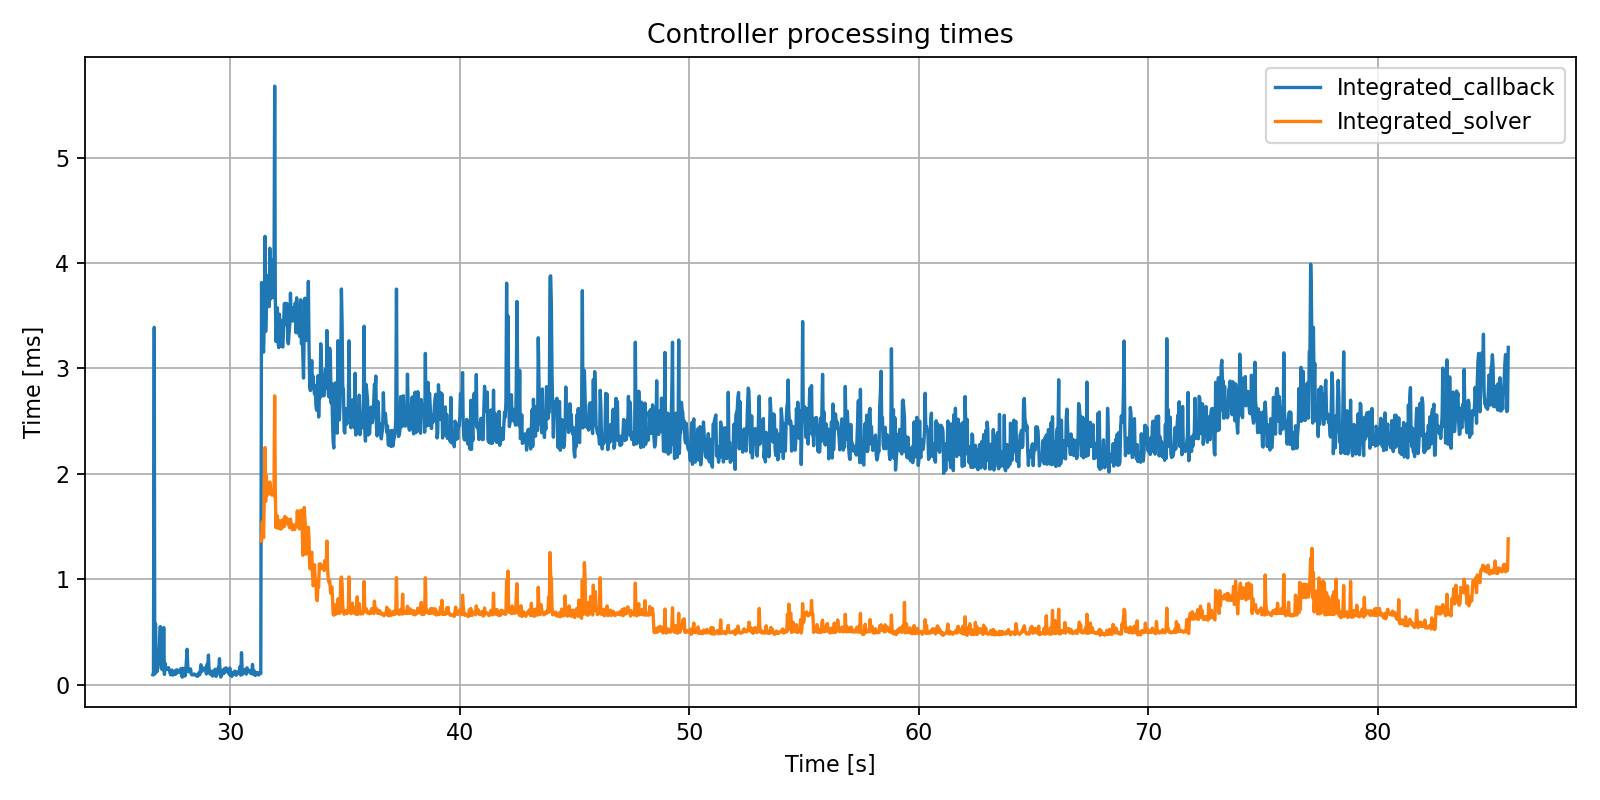 Controller processing times
Integrated_callback
Integrated_solver
Time [ms]
5
4
3
2
1
0
30 40 50 60 70 80
Time [s]